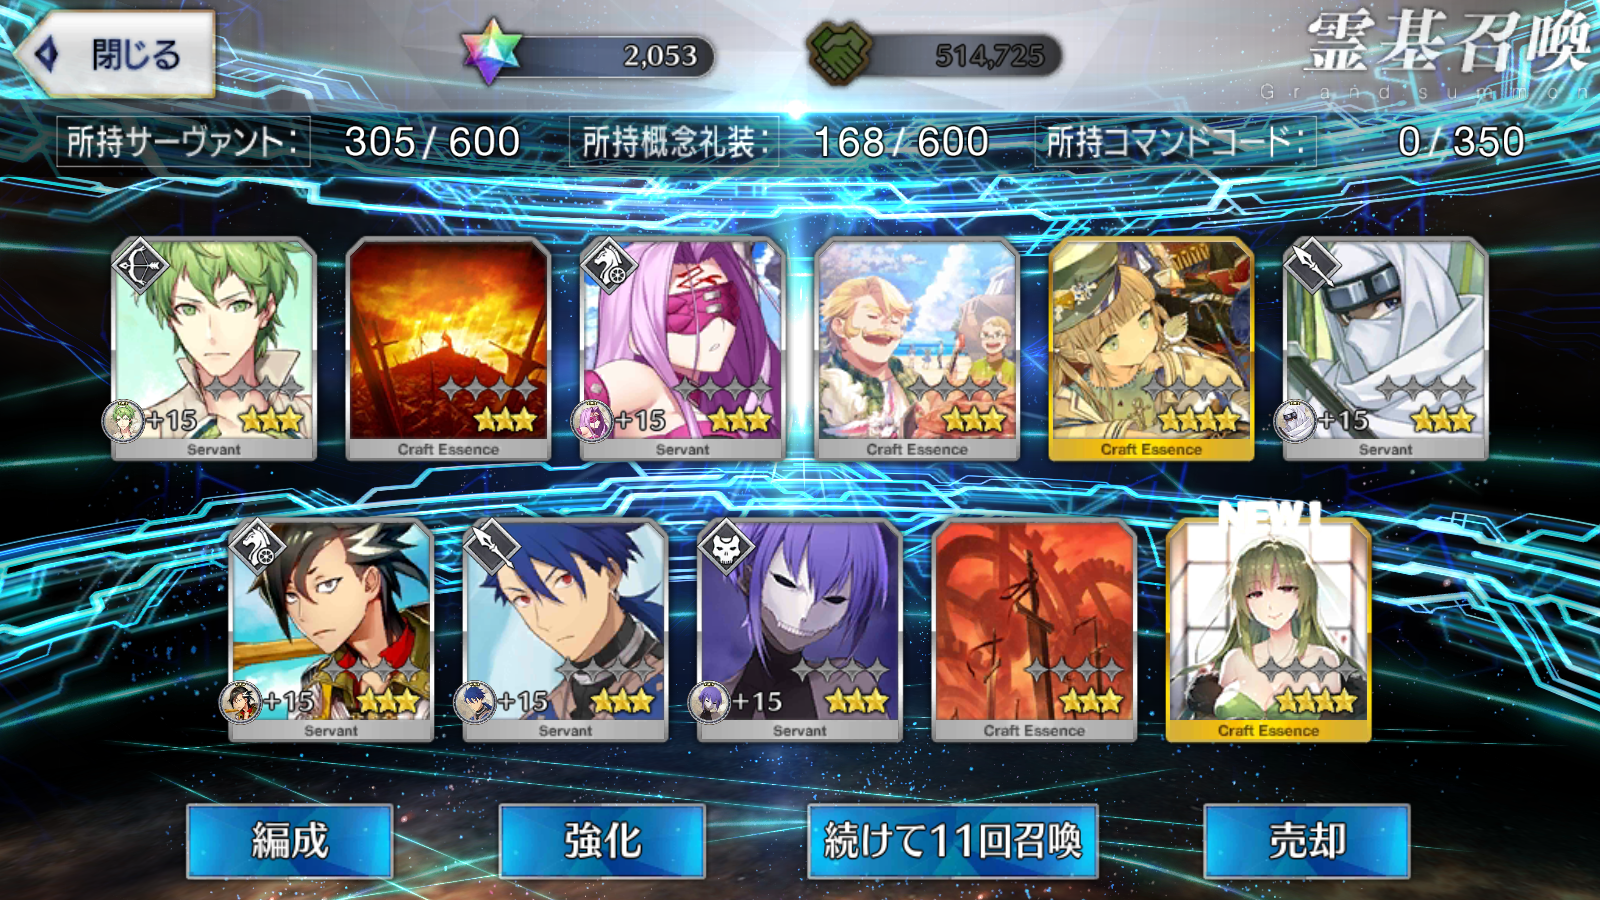 閉じる
2,053
514,725
霊基召喚
Grand summon
所持サーヴァント: 305/600
所持概念礼装: 168/600
所持コマンドコード: 0/350
+15
Servant
Craft Essence
+15
Servant
Craft Essence
Craft Essence
+15
Servant
NEW!
+15
Servant
+15
Servant
+15
Servant
Craft Essence
Craft Essence
編成
強化
続けて11回召喚
売却